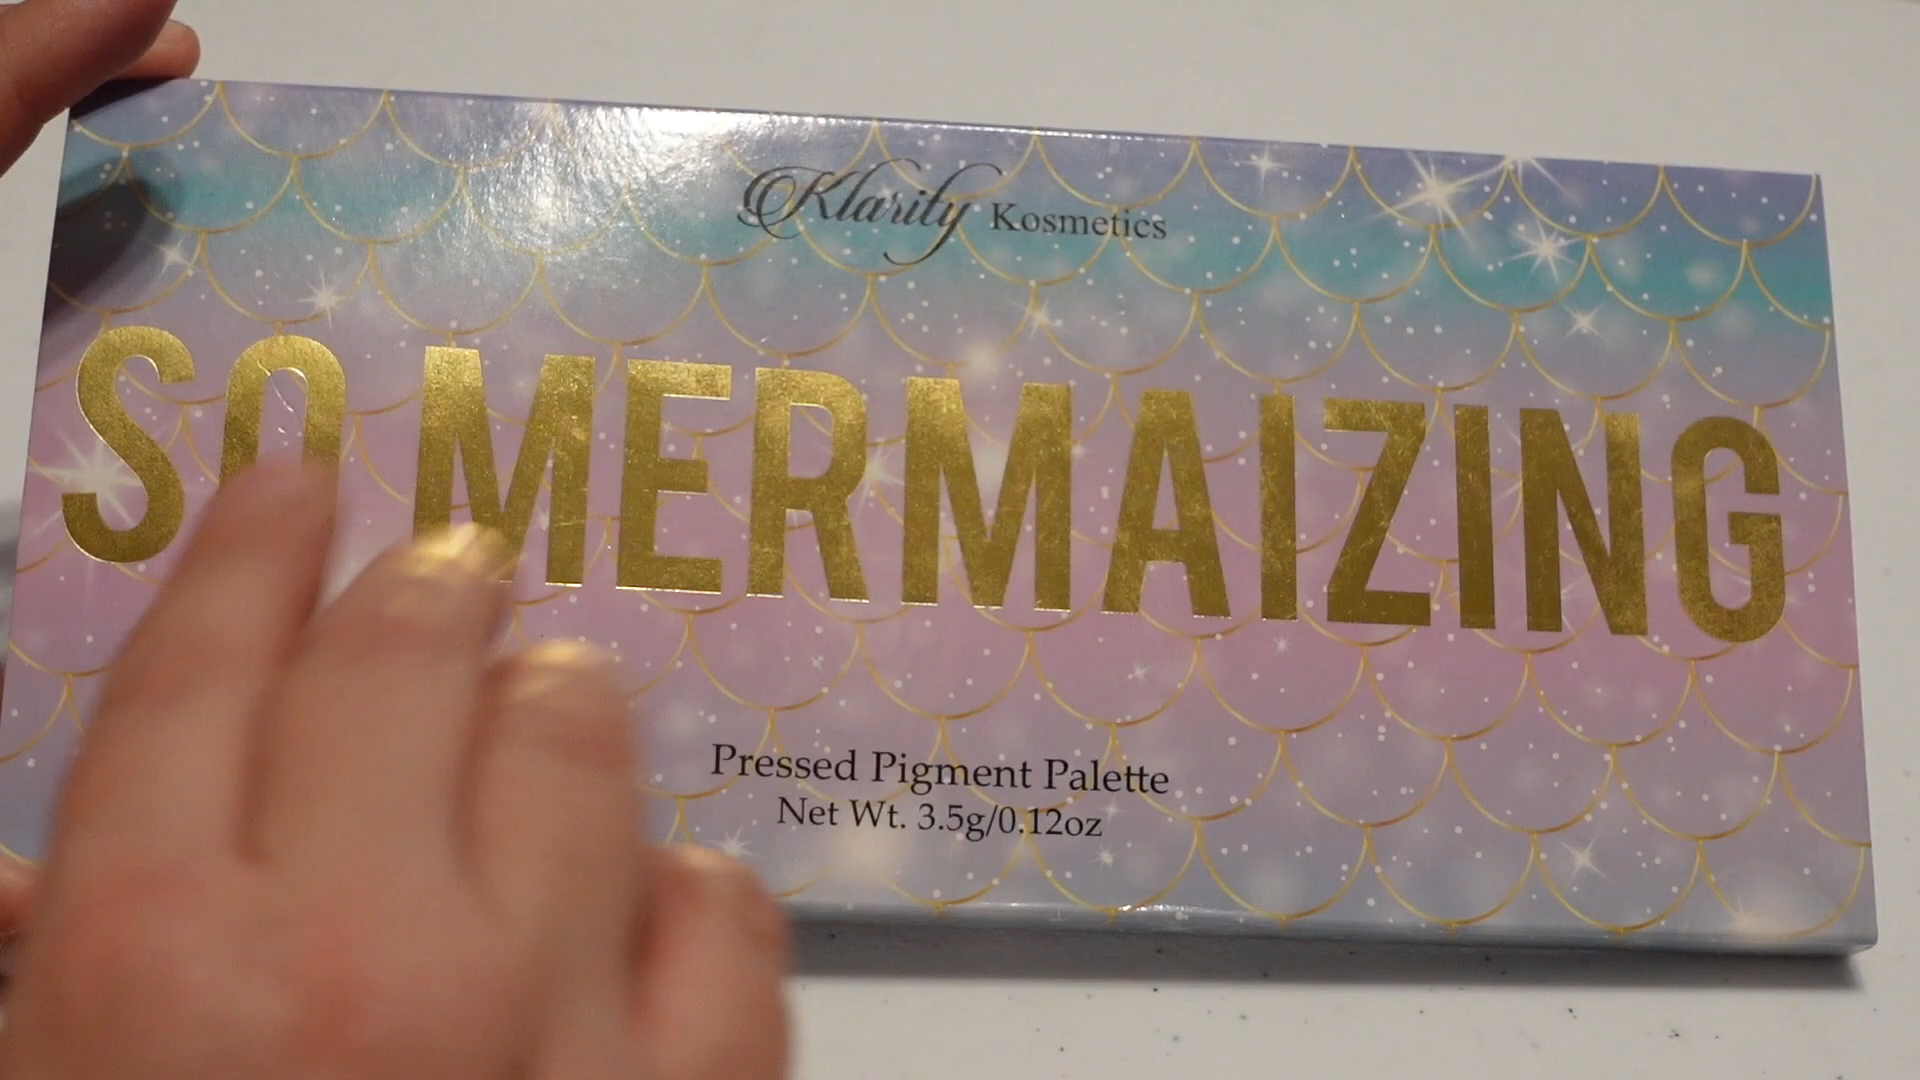 Klarity Kosmetics
SO MERMAIZING
Pressed Pigment Palette
Net Wt. 3.5g/0.12oz